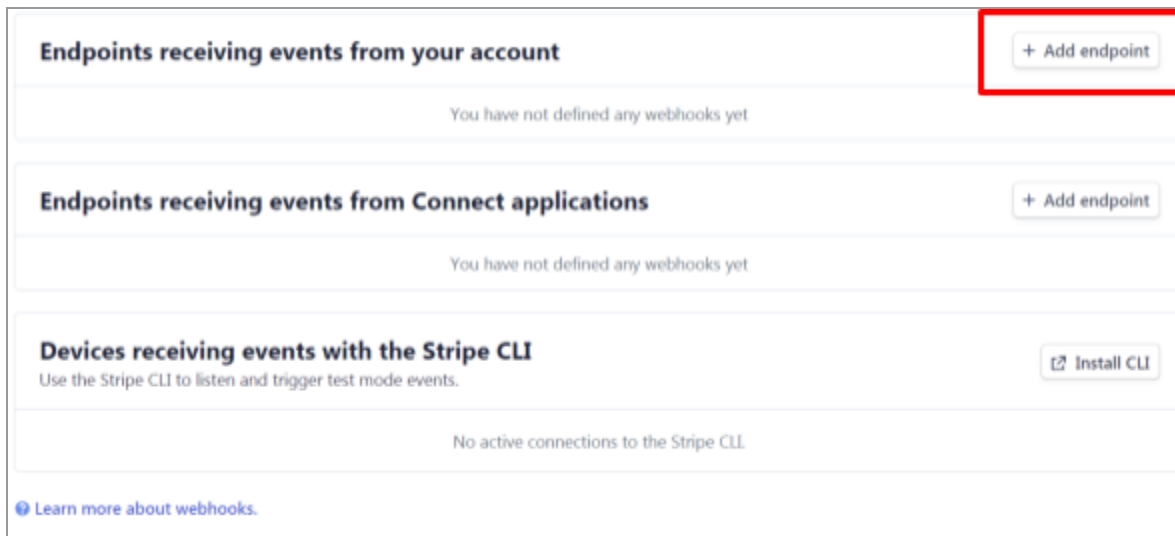 Endpoints receiving events from your account
+ Add endpoint
You have not defined any webhooks yet
Endpoints receiving events from Connect applications
+ Add endpoint
You have not defined any webhooks yet
Devices receiving events with the Stripe CLI
Use the Stripe CLI to listen and trigger test mode events.
Install CLI
No active connections to the Stripe CLI.
Learn more about webhooks.